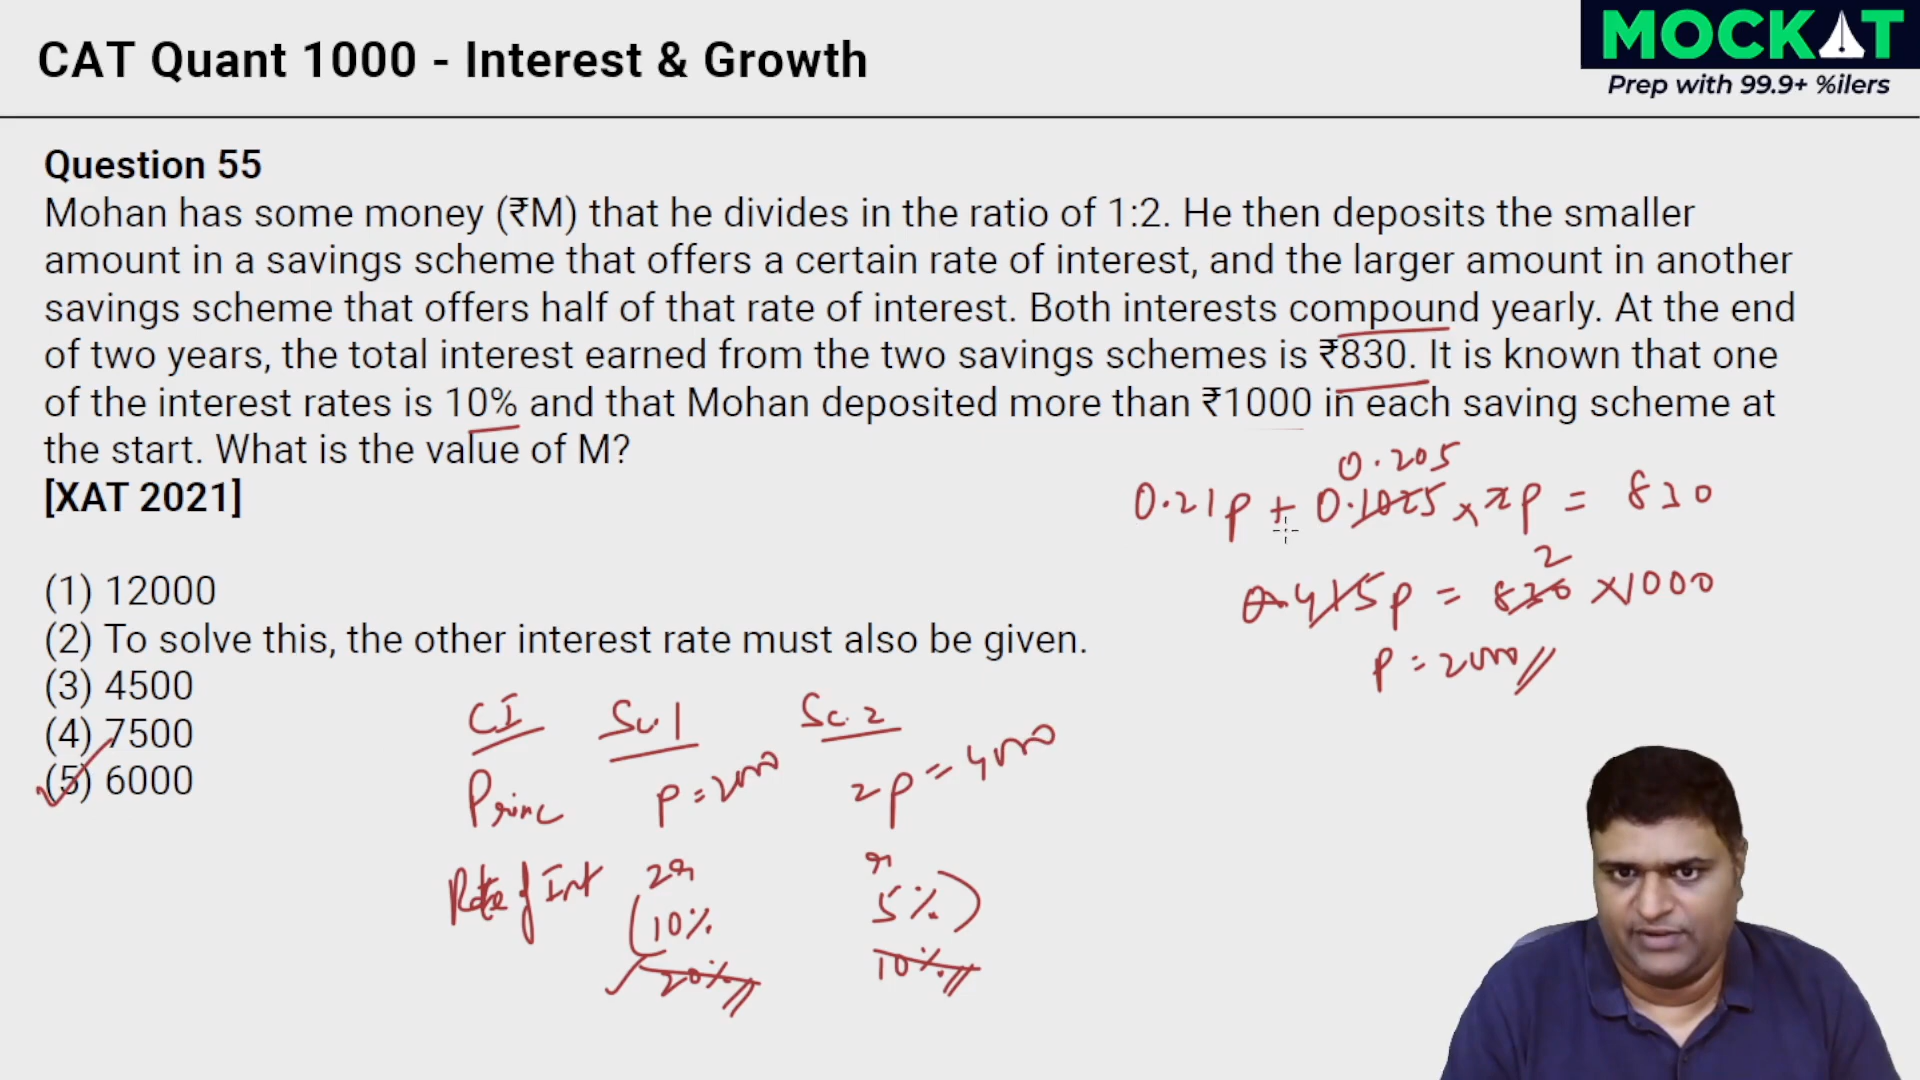 CAT Quant 1000 - Interest & Growth
MOCKAT
Prep with 99.9+ %ilers
Question 55
Mohan has some money (₹M) that he divides in the ratio of 1:2. He then deposits the smaller
amount in a savings scheme that offers a certain rate of interest, and the larger amount in another
savings scheme that offers half of that rate of interest. Both interests compound yearly. At the end
of two years, the total interest earned from the two savings schemes is ₹830. It is known that one
of the interest rates is 10% and that Mohan deposited more than ₹1000 in each saving scheme at
the start. What is the value of M?
[XAT 2021]
0.205
0.21p + 0.1025 × 2p = 830
2
0.415p = 830 × 1000
p = 2000
(1) 12000
(2) To solve this, the other interest rate must also be given.
(3) 4500
(4) 7500
(5) 6000
CI Sc 1 Sc. 2
Princ p = 2000 2p = 4000
Rate of Int 2r r
(10% 5%)
20% 10%